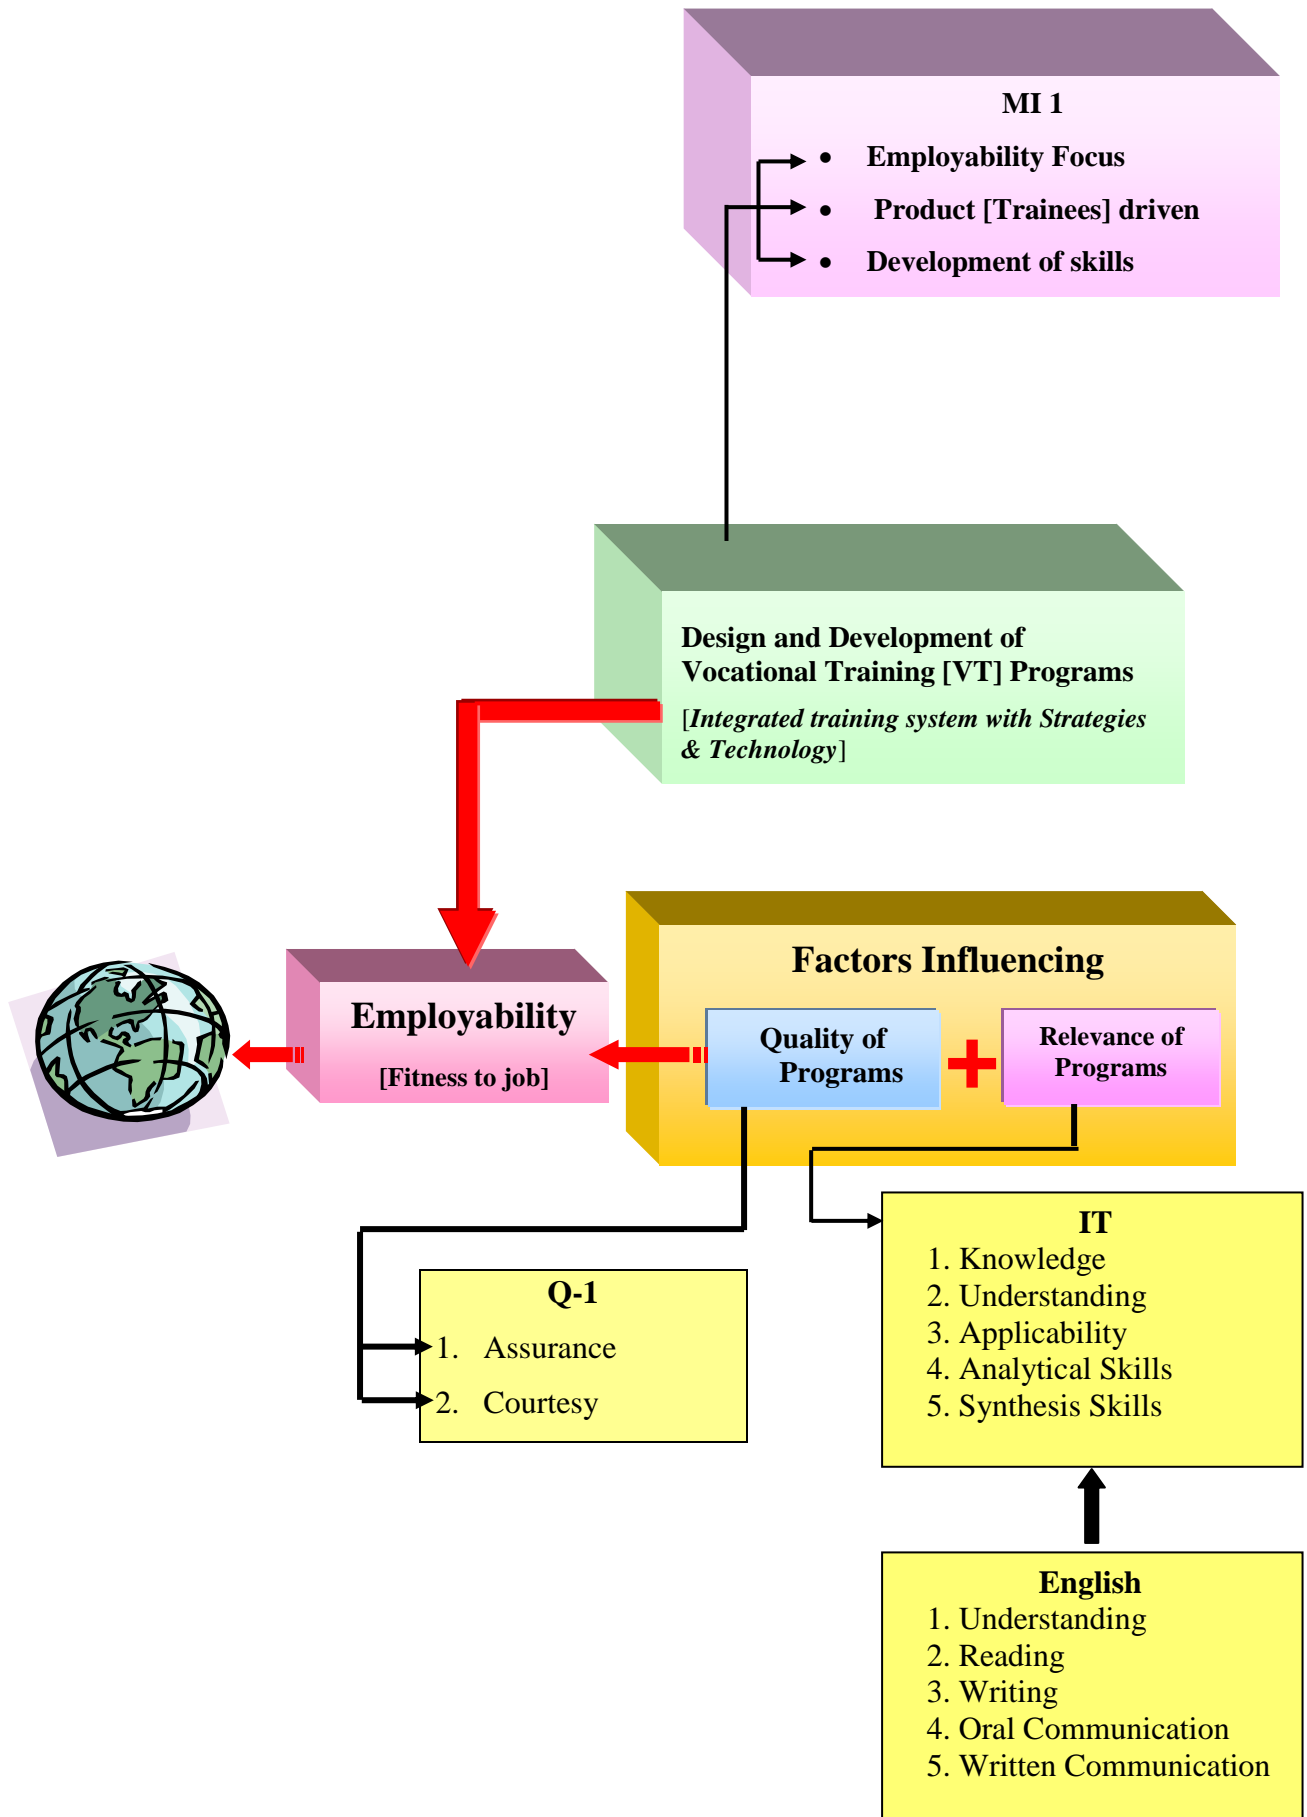 MI 1
• Employability Focus
• Product [Trainees] driven
• Development of skills
Design and Development of
Vocational Training [VT] Programs
[Integrated training system with Strategies
& Technology]
Factors Influencing
Employability
[Fitness to job]
Quality of
Programs
Relevance of
Programs
Q-1
1. Assurance
2. Courtesy
IT
1. Knowledge
2. Understanding
3. Applicability
4. Analytical Skills
5. Synthesis Skills
English
1. Understanding
2. Reading
3. Writing
4. Oral Communication
5. Written Communication